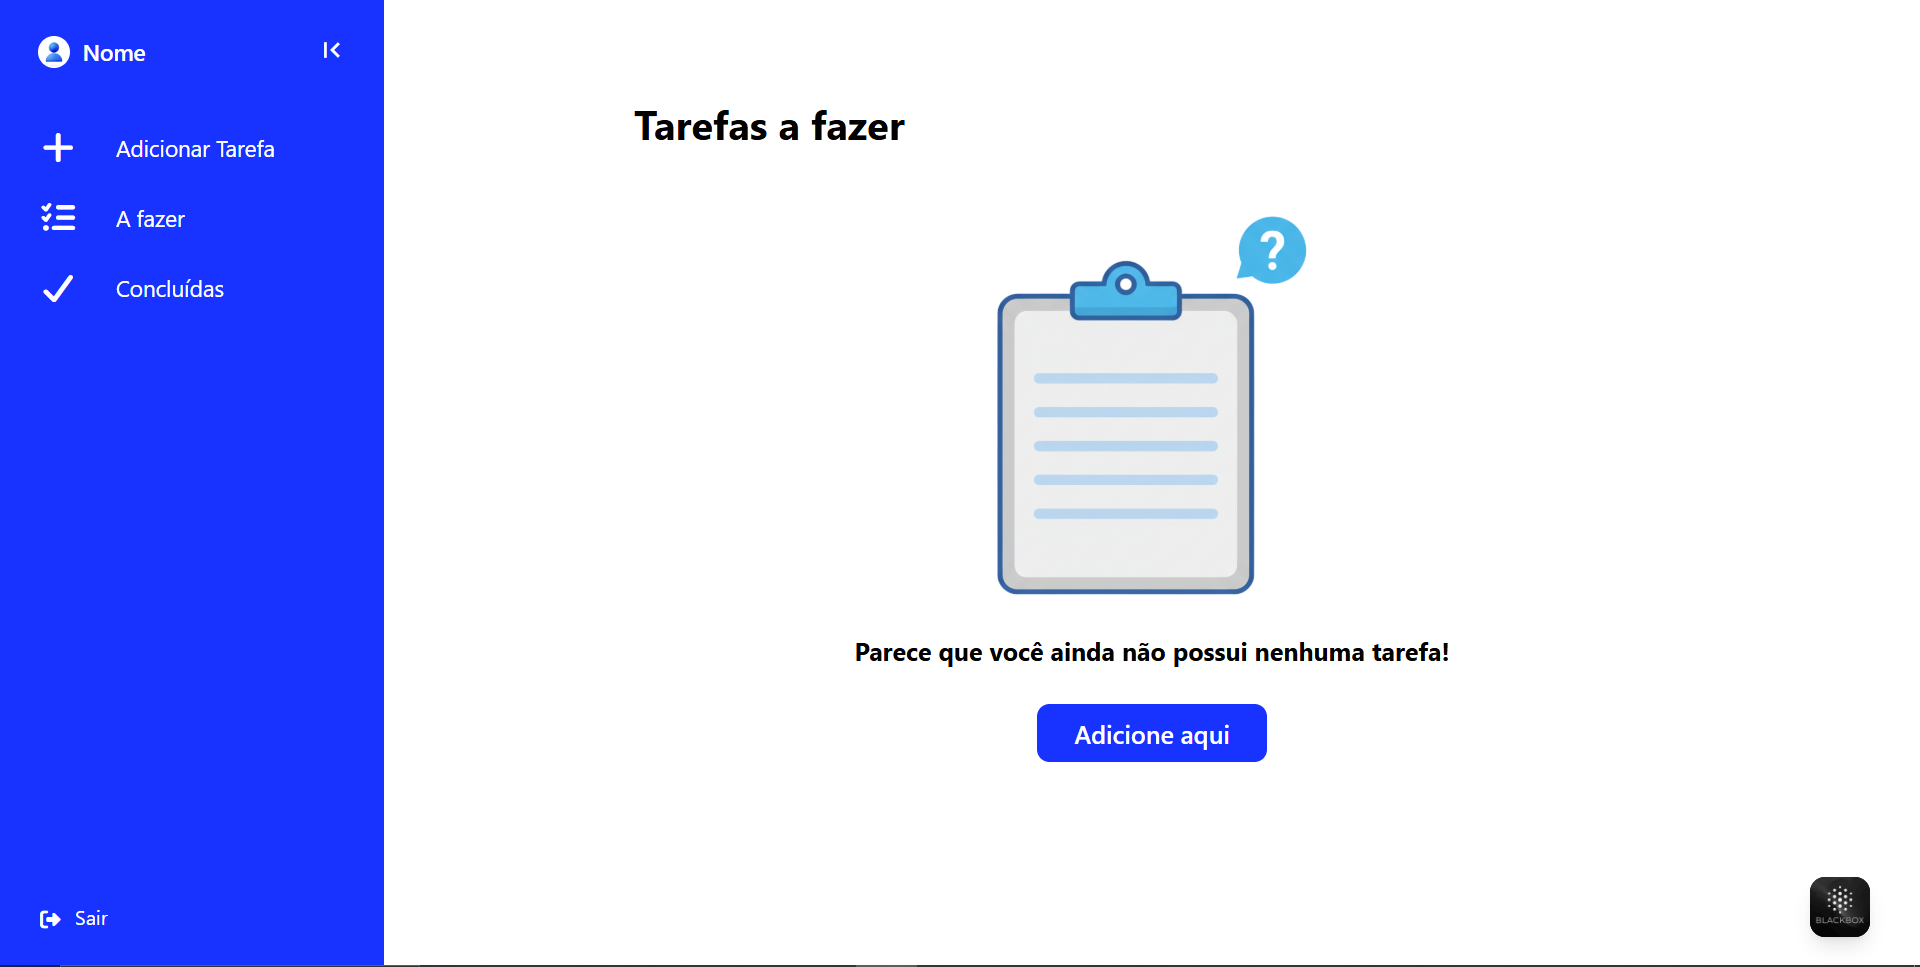 Nome
Adicionar Tarefa
A fazer
Concluídas
Sair
Tarefas a fazer
?
Parece que você ainda não possui nenhuma tarefa!
Adicione aqui
BLACKBOX